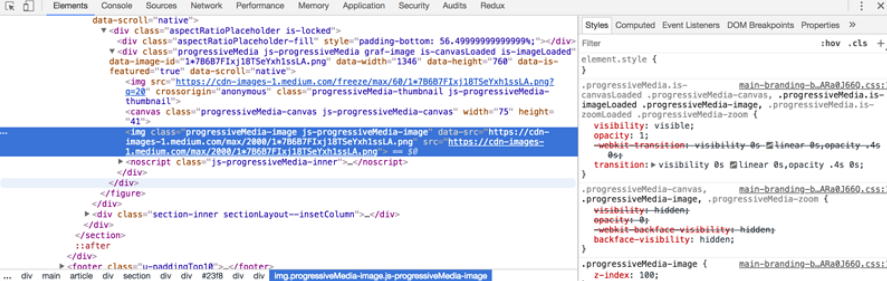 Elements Console Sources Network Performance Memory Application Security Audits Redux
data-scroll="native">
▼<div class="aspectRatioPlaceholder is-locked">
<div class="aspectRatioPlaceholder-fill" style="padding-bottom: 56.49999999999999%;"></div>
▼<div class="progressiveMedia js-progressiveMedia graf-image is-canvasLoaded is-imageLoaded"
data-image-id="1*7B6B7FIxj18TSeYxh1ssLA.png" data-width="1346" data-height="760" data-is-
featured="true" data-scroll="native">
<img src="https://cdn-images-1.medium.com/freeze/max/60/1*7B6B7FIxj18TSeYxh1ssLA.png?
q=20" crossorigin="anonymous" class="progressiveMedia-thumbnail js-progressiveMedia-
thumbnail">
<canvas class="progressiveMedia-canvas js-progressiveMedia-canvas" width="75" height=
"41">
... <img class="progressiveMedia-image js-progressiveMedia-image" data-src="https://cdn-
images-1.medium.com/max/2000/1*7B6B7FIxj18TSeYxh1ssLA.png" src="https://cdn-images-
1.medium.com/max/2000/1*7B6B7FIxj18TSeYxh1ssLA.png"> == $0
▶<noscript class="js-progressiveMedia-inner">…</noscript>
</div>
</div>
</figure>
▶<div class="section-inner sectionLayout--insetColumn">…</div>
</div>
</section>
::after
</div>
▶<footer class="u-paddingTop10">…</footer>
... div main article div section div div #23f8 div div img.progressiveMedia-image.js-progressiveMedia-image
Styles Computed Event Listeners DOM Breakpoints Properties »
Filter :hov .cls +
element.style {
}
.progressiveMedia.is- main-branding-b…ARa0J66Q.css:
canvasLoaded .progressiveMedia-canvas, .progressiveMedia.is-
imageLoaded .progressiveMedia-image, .progressiveMedia.is-
zoomLoaded .progressiveMedia-zoom {
visibility: visible;
opacity: 1;
-webkit-transition: visibility 0s linear 0s,opacity .4s
0s;
transition:▶visibility 0s linear 0s,opacity .4s 0s;
}
.progressiveMedia-canvas, main-branding-b…ARa0J66Q.css:
.progressiveMedia-image, .progressiveMedia-zoom {
visibility: hidden;
opacity: 0;
-webkit-backface-visibility: hidden;
backface-visibility: hidden;
}
.progressiveMedia-image { main-branding-b…ARa0J66Q.css:
z-index: 100;